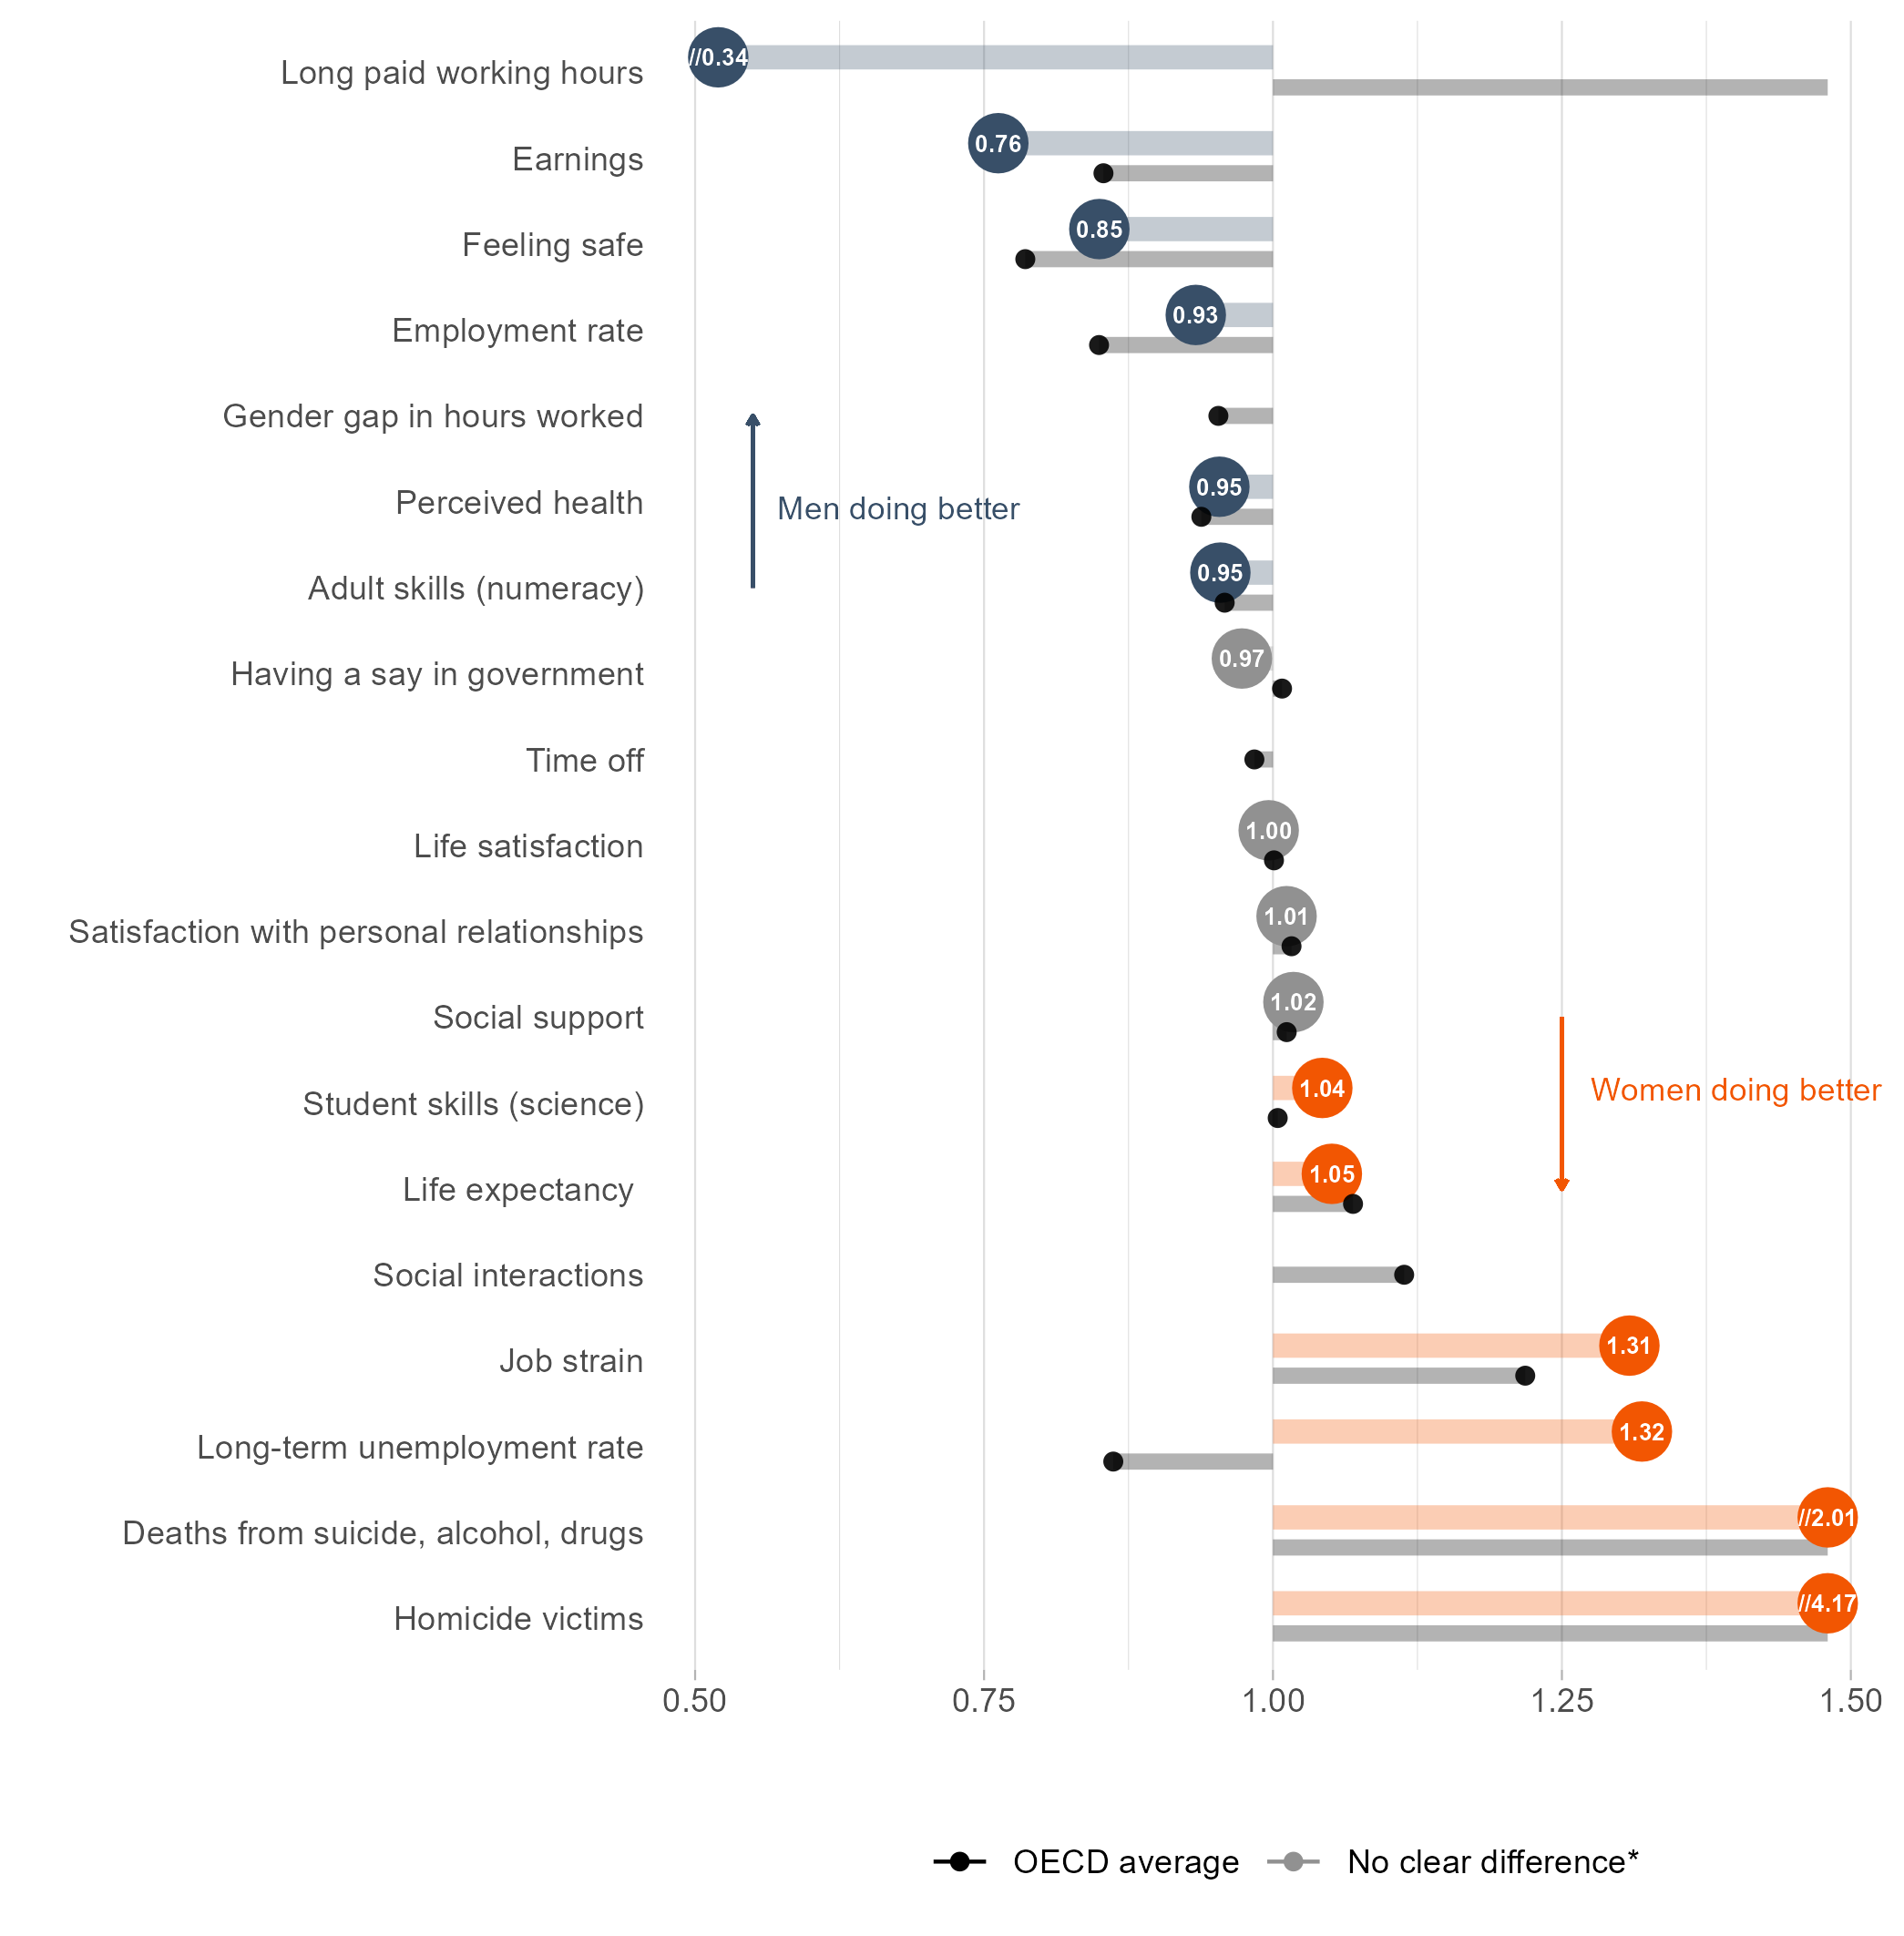 Long paid working hours //0.34
Earnings 0.76
Feeling safe 0.85
Employment rate 0.93
Gender gap in hours worked
Perceived health 0.95
Men doing better
Adult skills (numeracy) 0.95
Having a say in government 0.97
Time off
Life satisfaction 1.00
Satisfaction with personal relationships 1.01
Social support 1.02
Student skills (science) 1.04
Women doing better
Life expectancy 1.05
Social interactions
Job strain 1.31
Long-term unemployment rate 1.32
Deaths from suicide, alcohol, drugs //2.01
Homicide victims //4.17
0.50 0.75 1.00 1.25 1.50
OECD average No clear difference*